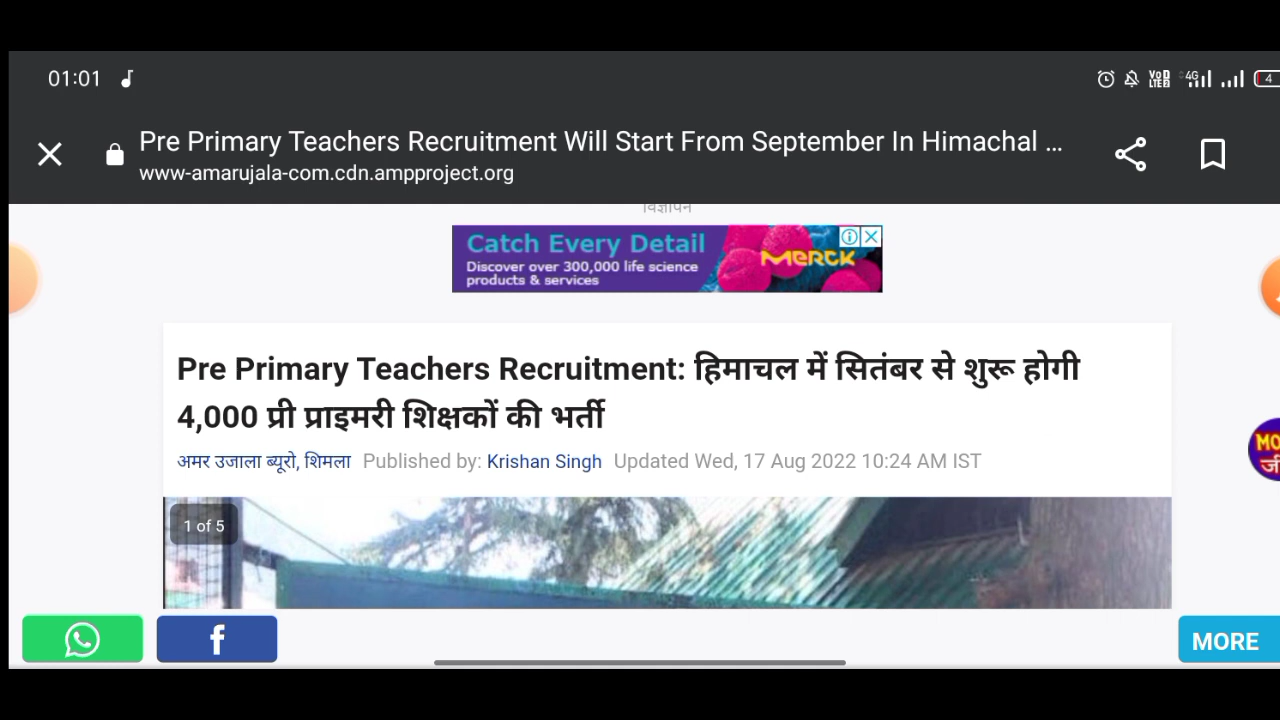 01:01
4G
4
Pre Primary Teachers Recruitment Will Start From September In Himachal ...
www-amarujala-com.cdn.ampproject.org
विज्ञापन
Catch Every Detail
Discover over 300,000 life science
products & services
MERCK
Pre Primary Teachers Recruitment: हिमाचल में सितंबर से शुरू होगी
4,000 प्री प्राइमरी शिक्षकों की भर्ती
अमर उजाला ब्यूरो, शिमला Published by: Krishan Singh Updated Wed, 17 Aug 2022 10:24 AM IST
1 of 5
MORE